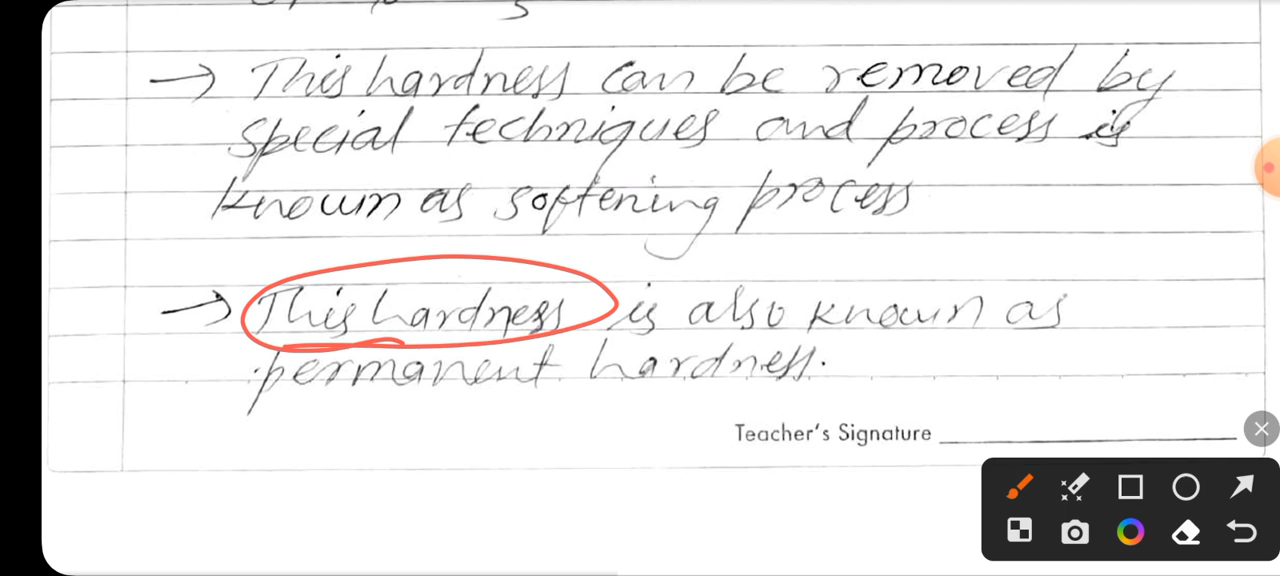 → This hardness can be removed by
special techniques and process is
known as softening process
→ This hardness is also known as
permanent hardness.
Teacher's Signature